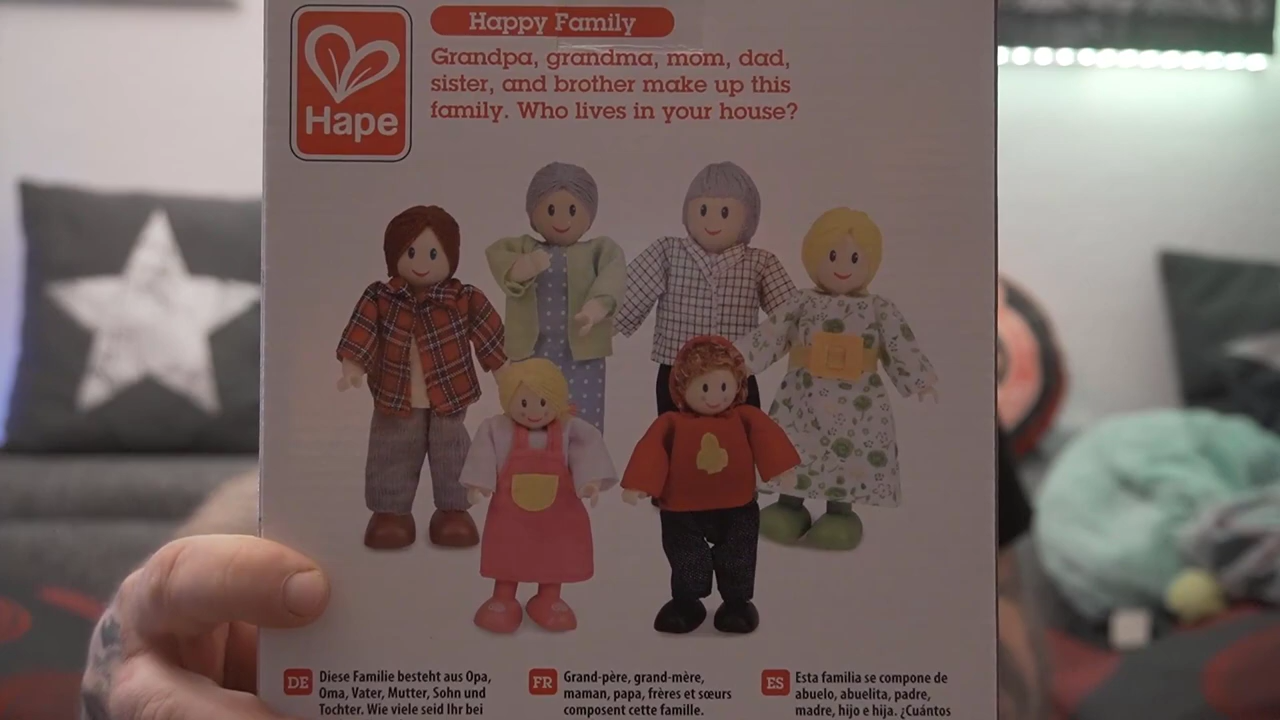 Hape
Happy Family
Grandpa, grandma, mom, dad,
sister, and brother make up this
family. Who lives in your house?
DE
Diese Familie besteht aus Opa,
Oma, Vater, Mutter, Sohn und
Tochter. Wie viele seid Ihr bei
FR
Grand-père, grand-mère,
maman, papa, frères et sœurs
composent cette famille.
ES
Esta familia se compone de
abuelo, abuelita, padre,
madre, hijo e hija. ¿Cuántos